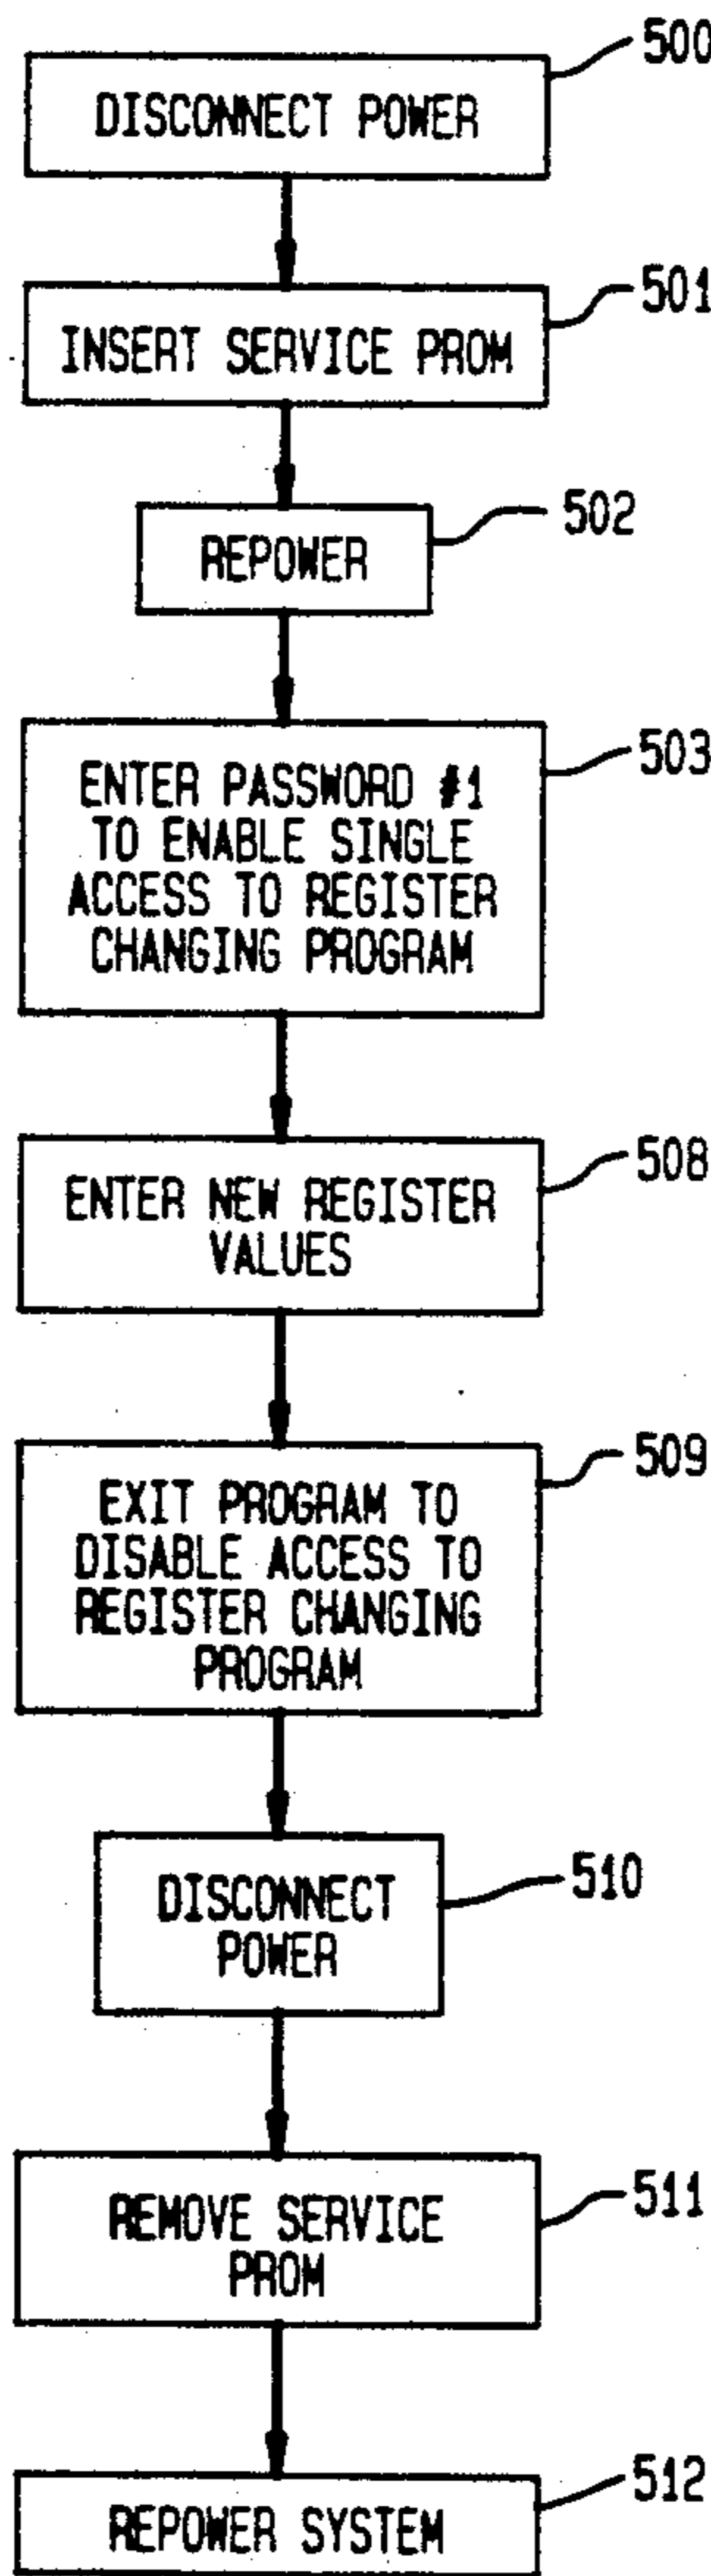 500
DISCONNECT POWER
501
INSERT SERVICE PROM
502
REPOWER
503
ENTER PASSWORD #1
TO ENABLE SINGLE
ACCESS TO REGISTER
CHANGING PROGRAM
508
ENTER NEW REGISTER
VALUES
509
EXIT PROGRAM TO
DISABLE ACCESS TO
REGISTER CHANGING
PROGRAM
510
DISCONNECT
POWER
511
REMOVE SERVICE
PROM
512
REPOWER SYSTEM